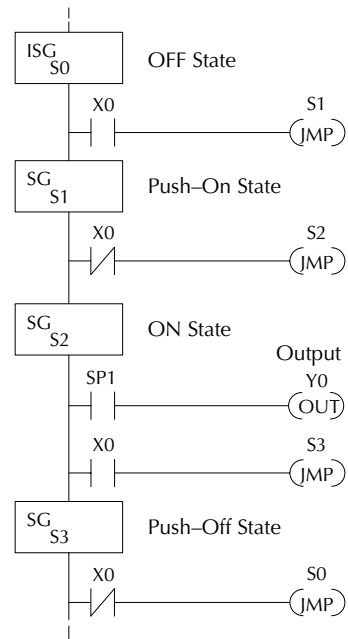 ISG
S0
OFF State
X0
S1
JMP
SG
S1
Push–On State
X0
S2
JMP
SG
S2
ON State
Output
SP1
Y0
OUT
X0
S3
JMP
SG
S3
Push–Off State
X0
S0
JMP